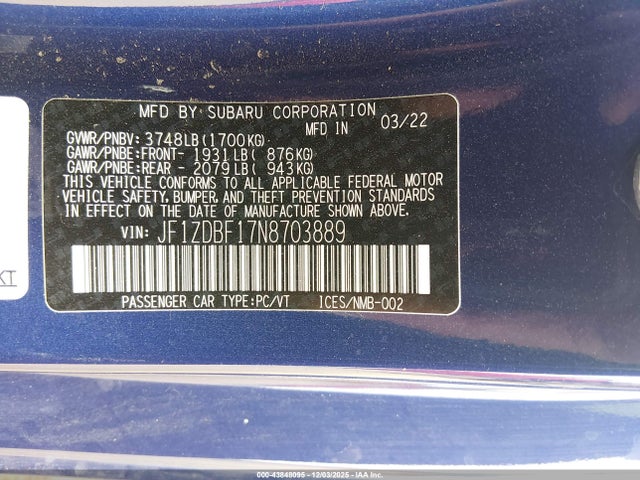 MFD BY SUBARU CORPORATION
MFD IN 03/22
GVWR/PNBV: 3748LB(1700KG)
GAWR/PNBE:FRONT- 1931LB( 876KG)
GAWR/PNBE:REAR - 2079LB( 943KG)
THIS VEHICLE CONFORMS TO ALL APPLICABLE FEDERAL MOTOR
VEHICLE SAFETY, BUMPER, AND THEFT PREVENTION STANDARDS
IN EFFECT ON THE DATE OF MANUFACTURE SHOWN ABOVE.
VIN: JF1ZDBF17N8703889
PASSENGER CAR TYPE:PC/VT ICES/NMB-002
KT
000-43848095 - 12/03/2025 - IAA Inc.